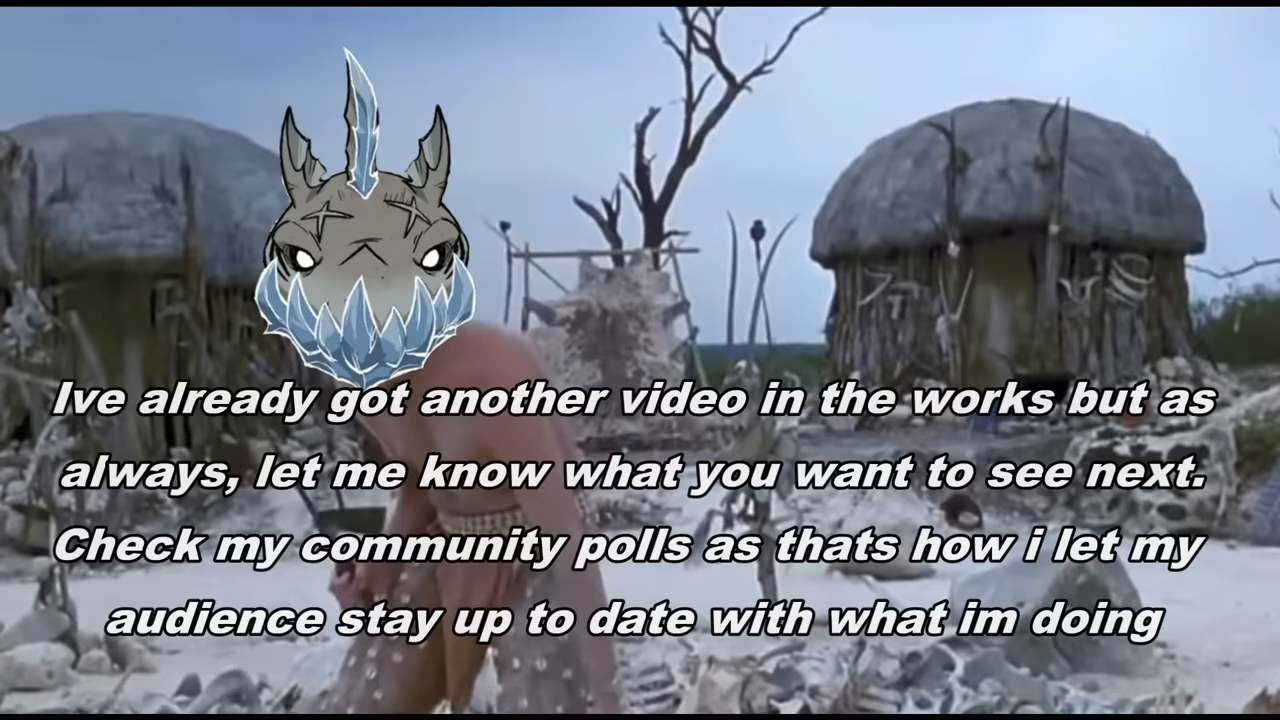 Ive already got another video in the works but as
always, let me know what you want to see next.
Check my community polls as thats how i let my
audience stay up to date with what im doing